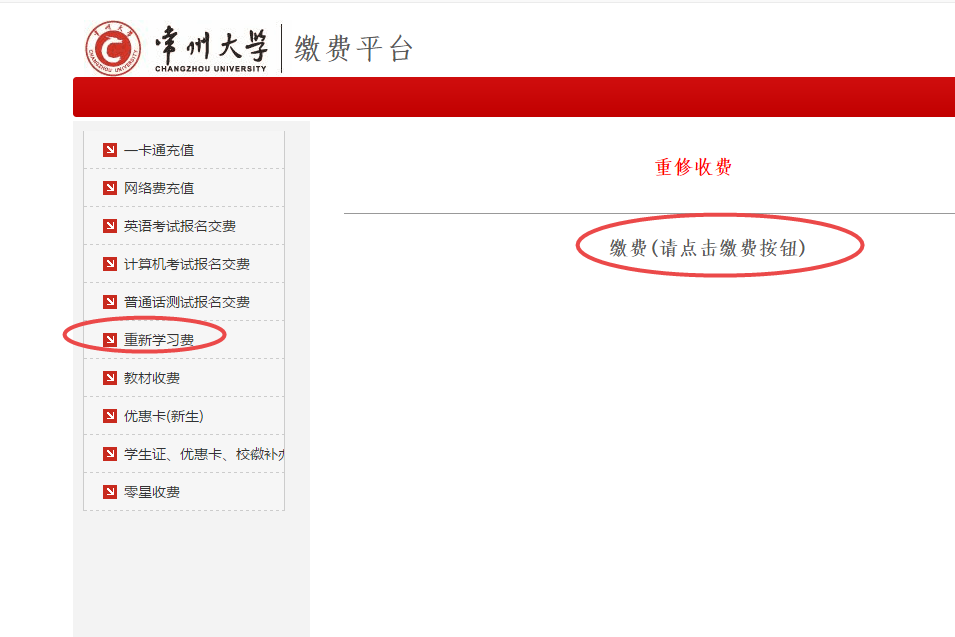 常州大学
CHANGZHOU UNIVERSITY
缴费平台
一卡通充值
网络费充值
英语考试报名交费
计算机考试报名交费
普通话测试报名交费
重新学习费
教材收费
优惠卡(新生)
学生证、优惠卡、校徽补办
零星收费
重修收费
缴费(请点击缴费按钮)